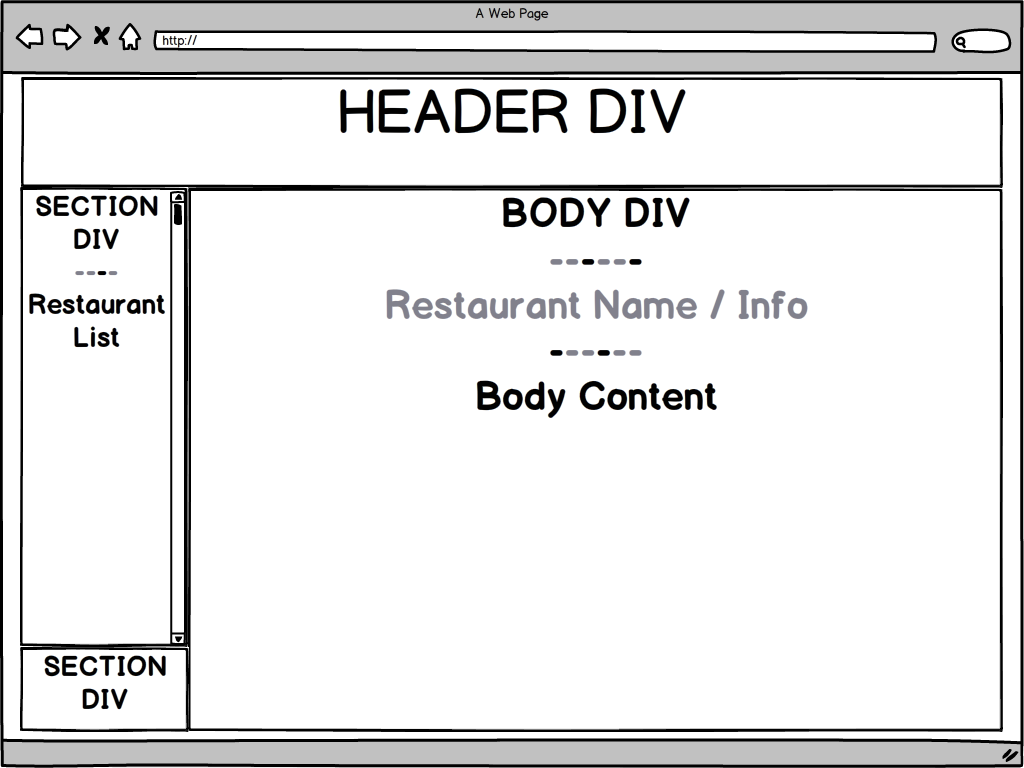 A Web Page
http://
HEADER DIV
SECTION
DIV
----
Restaurant
List
SECTION
DIV
BODY DIV
------
Restaurant Name / Info
------
Body Content